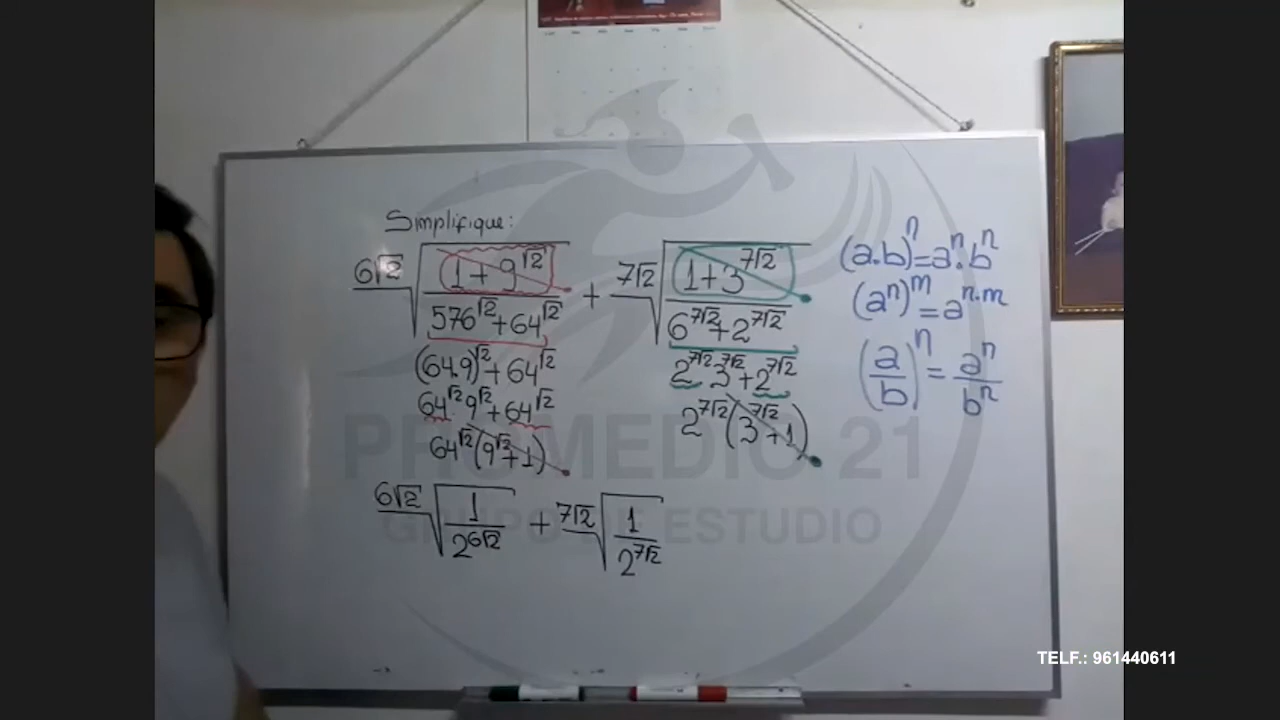 Simplifique:
6√2 √((1 + 9^√2)/(576^√2 + 64^√2)) + 7√2 √((1 + 3^7√2)/(6^7√2 + 2^7√2))
(64.9)^√2 + 64^√2
64^√2 . 9^√2 + 64^√2
64^√2 (9^√2 + 1)
2^7√2 3^7√2 + 2^7√2
2^7√2 (3^7√2 + 1)
6√2 √(1/2^6√2) + 7√2 √(1/2^7√2)
(a.b)^n = a^n . b^n
(a^n)^m = a^n.m
(a/b)^n = a^n/b^n
PROMEDIO 21
GRUPO ESTUDIO
TELF.: 961440611